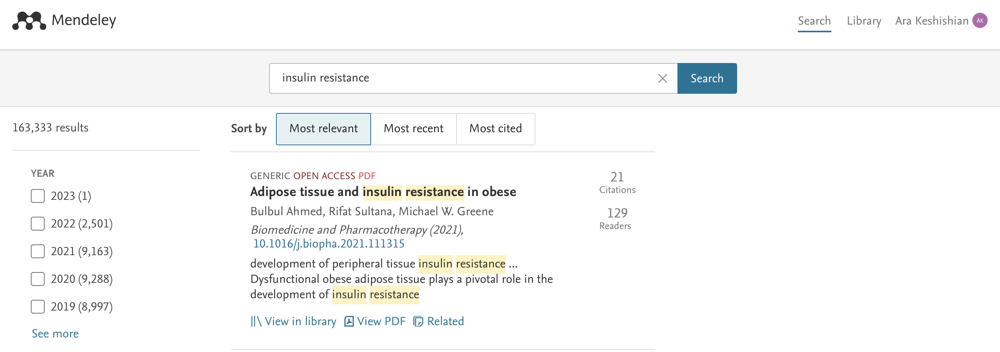 Mendeley
Search Library Ara Keshishian AK
insulin resistance
Search
163,333 results
Sort by Most relevant Most recent Most cited
YEAR
2023 (1)
2022 (2,501)
2021 (9,163)
2020 (9,288)
2019 (8,997)
See more
GENERIC OPEN ACCESS PDF
Adipose tissue and insulin resistance in obese
Bulbul Ahmed, Rifat Sultana, Michael W. Greene
Biomedicine and Pharmacotherapy (2021),
10.1016/j.biopha.2021.111315
development of peripheral tissue insulin resistance ...
Dysfunctional obese adipose tissue plays a pivotal role in the
development of insulin resistance
View in library View PDF Related
21
Citations
129
Readers